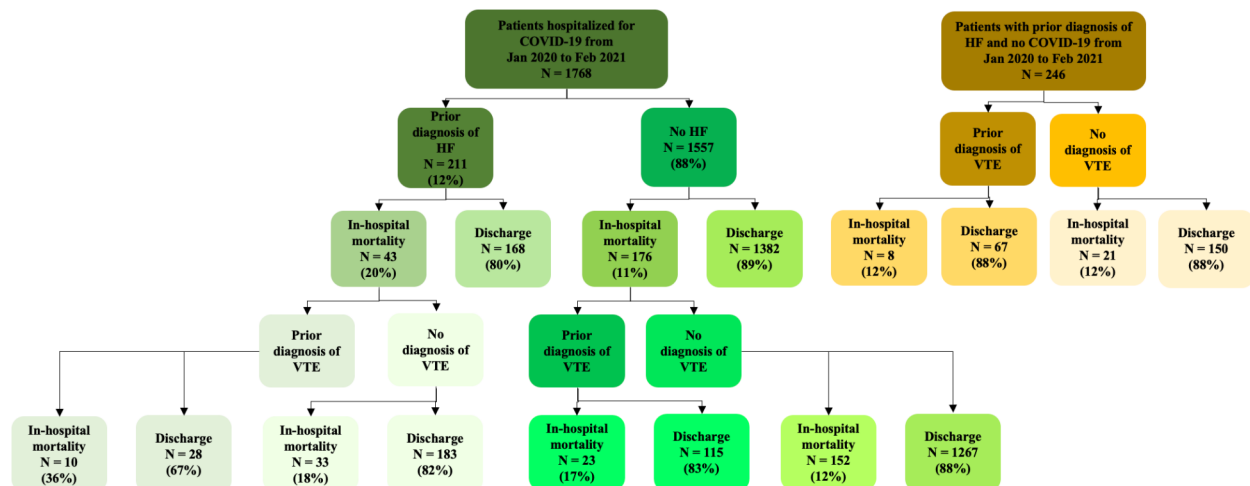 Patients hospitalized for
COVID-19 from
Jan 2020 to Feb 2021
N = 1768
Patients with prior diagnosis of
HF and no COVID-19 from
Jan 2020 to Feb 2021
N = 246
Prior
diagnosis of
HF
N = 211
(12%)
No HF
N = 1557
(88%)
Prior
diagnosis of
VTE
No
diagnosis of
VTE
In-hospital
mortality
N = 43
(20%)
Discharge
N = 168
(80%)
In-hospital
mortality
N = 176
(11%)
Discharge
N = 1382
(89%)
In-hospital
mortality
N = 8
(12%)
Discharge
N = 67
(88%)
In-hospital
mortality
N = 21
(12%)
Discharge
N = 150
(88%)
Prior
diagnosis of
VTE
No
diagnosis of
VTE
Prior
diagnosis of
VTE
No
diagnosis of
VTE
In-hospital
mortality
N = 10
(36%)
Discharge
N = 28
(67%)
In-hospital
mortality
N = 33
(18%)
Discharge
N = 183
(82%)
In-hospital
mortality
N = 23
(17%)
Discharge
N = 115
(83%)
In-hospital
mortality
N = 152
(12%)
Discharge
N = 1267
(88%)